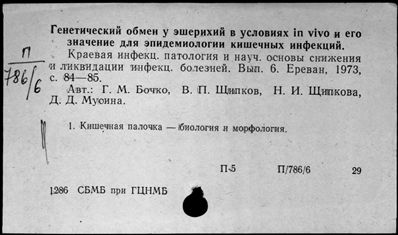 Генетический обмен у эшерихий в условиях in vivo и его
значение для эпидемиологии кишечных инфекций.
П
786/6
Краевая инфекц. патология и науч. основы снижения
и ликвидации инфекц. болезней. Вып. 6. Ереван, 1973,
с. 84—85.
Авт.: Г. М. Бочко, В. П. Щипков, Н. И. Щипкова,
Д. Д. Мусина.
1. Кишечная палочка — биология и морфология.
П-5 П/786/6 29
1286 СБМБ при ГЦНМБ